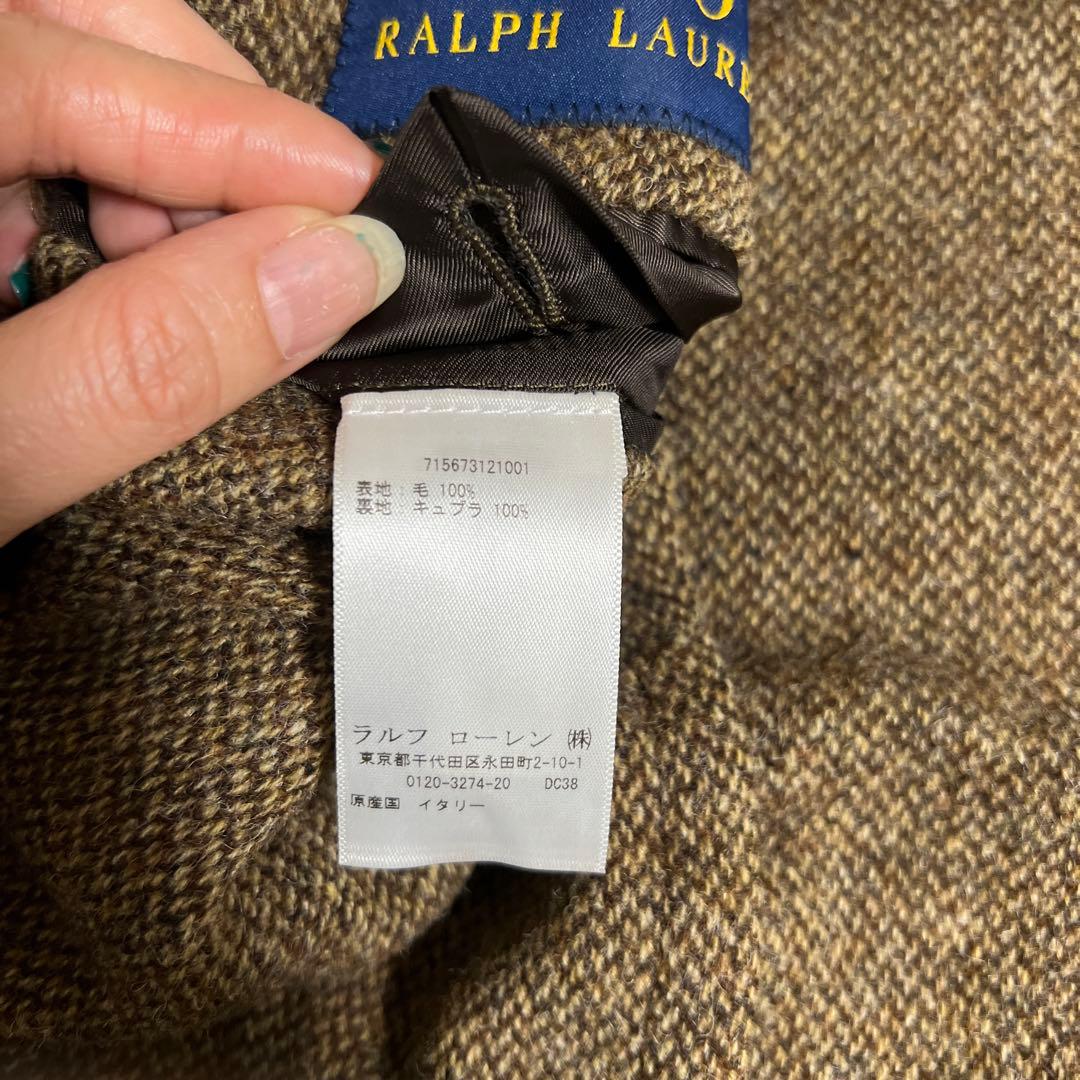 RALPH LAURE
715673121001
表地:毛 100%
裏地:キュプラ 100%
ラルフ ローレン ㈱
東京都千代田区永田町2-10-1
0120-3274-20 DC38
原産国 イタリー